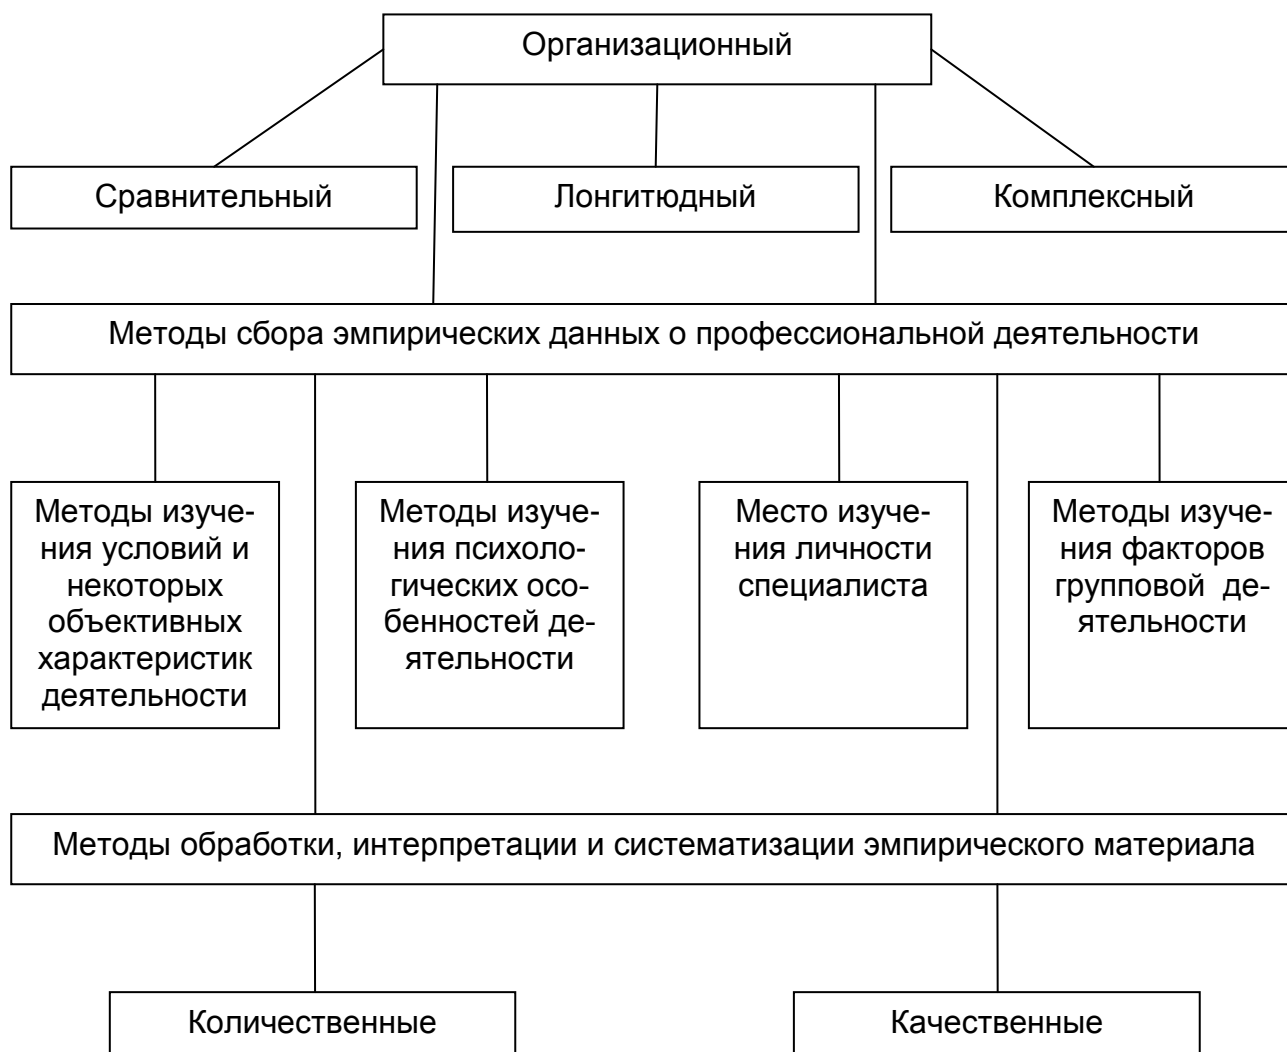 Организационный
Сравнительный
Лонгитюдный
Комплексный
Методы сбора эмпирических данных о профессиональной деятельности
Методы изуче-
ния условий и
некоторых
объективных
характеристик
деятельности
Методы изуче-
ния психоло-
гических осо-
бенностей де-
ятельности
Место изуче-
ния личности
специалиста
Методы изуче-
ния факторов
групповой де-
ятельности
Методы обработки, интерпретации и систематизации эмпирического материала
Количественные
Качественные